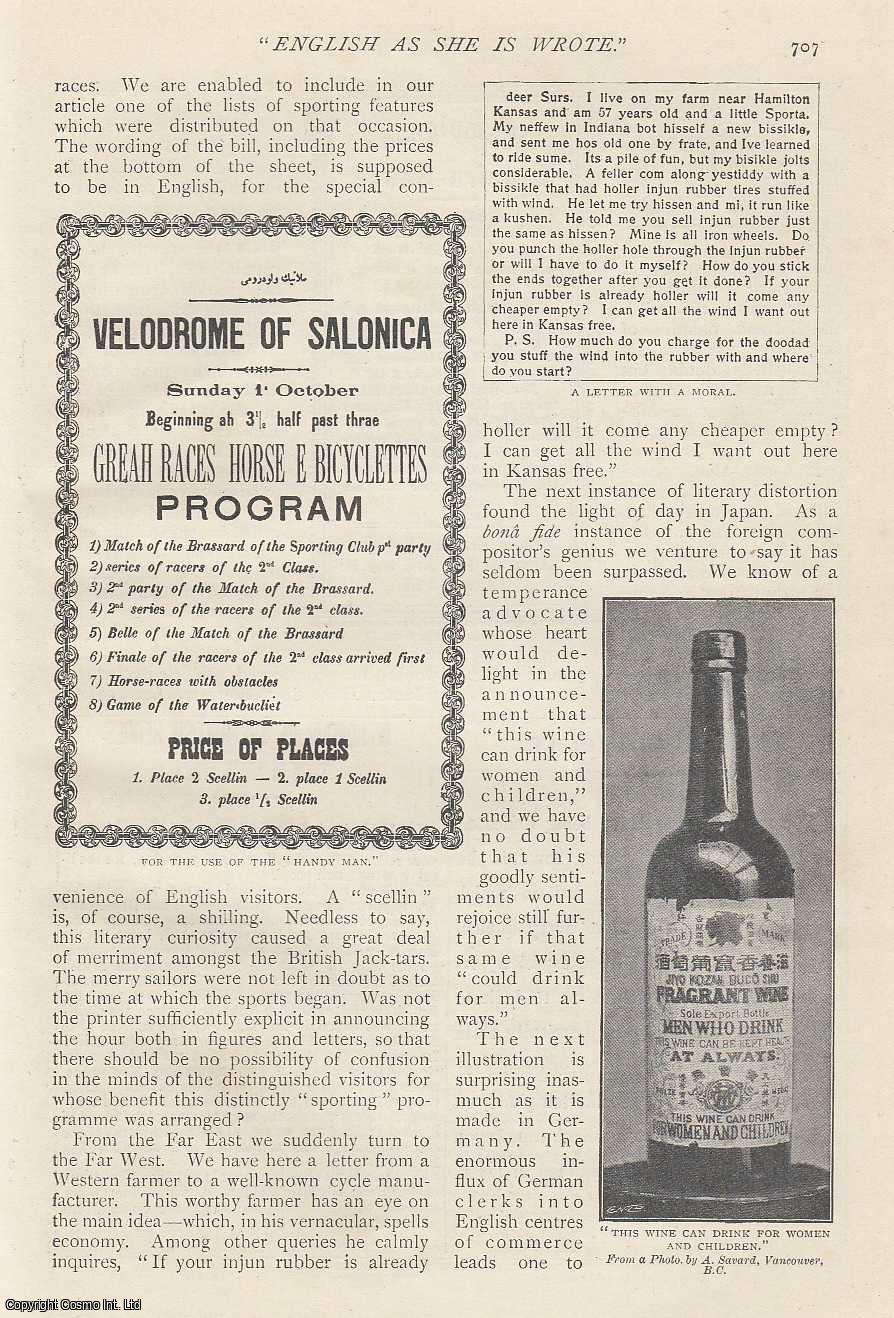 "ENGLISH AS SHE IS WROTE."
707
races. We are enabled to include in our
article one of the lists of sporting features
which were distributed on that occasion.
The wording of the bill, including the prices
at the bottom of the sheet, is supposed
to be in English, for the special con-
VELODROME OF SALONICA
Sunday 1ᵗ October
Beginning ah 3 1/2 half past thrae
GREAH RACES HORSE E BICYCLETTES
PROGRAM
1) Match of the Brassard of the Sporting Club pst party
2) series of racers of the 2nd Class.
3) 2nd party of the Match of the Brassard.
4) 2nd series of the racers of the 2nd class.
5) Belle of the Match of the Brassard
6) Finale of the racers of the 2nd class arrived first
7) Horse-races with obstacles
8) Game of the Water-bucliet
PRICE OF PLACES
1. Place 2 Scellin — 2. place 1 Scellin
3. place 1/2 Scellin
FOR THE USE OF THE "HANDY MAN."
venience of English visitors. A "scellin"
is, of course, a shilling. Needless to say,
this literary curiosity caused a great deal
of merriment amongst the British Jack-tars.
The merry sailors were not left in doubt as to
the time at which the sports began. Was not
the printer sufficiently explicit in announcing
the hour both in figures and letters, so that
there should be no possibility of confusion
in the minds of the distinguished visitors for
whose benefit this distinctly "sporting" pro-
gramme was arranged?
From the Far East we suddenly turn to
the Far West. We have here a letter from a
Western farmer to a well-known cycle manu-
facturer. This worthy farmer has an eye on
the main idea—which, in his vernacular, spells
economy. Among other queries he calmly
inquires, "If your injun rubber is already
deer Surs. I live on my farm near Hamilton
Kansas and am 57 years old and a little Sporta.
My neffew in Indiana bot hisself a new bissikle,
and sent me hos old one by frate, and Ive learned
to ride sume. Its a pile of fun, but my bisikle jolts
considerable. A feller com along yestiddy with a
bissikle that had holler injun rubber tires stuffed
with wind. He let me try hissen and mi, it run like
a kushen. He told me you sell injun rubber just
the same as hissen? Mine is all iron wheels. Do
you punch the holler hole through the injun rubber
or will I have to do it myself? How do you stick
the ends together after you get it done? If your
injun rubber is already holler will it come any
cheaper empty? I can get all the wind I want out
here in Kansas free.
P. S. How much do you charge for the doodad
you stuff the wind into the rubber with and where
do you start?
A LETTER WITH A MORAL.
holler will it come any cheaper empty?
I can get all the wind I want out here
in Kansas free."
The next instance of literary distortion
found the light of day in Japan. As a
bonâ fide instance of the foreign com-
positor's genius we venture to say it has
seldom been surpassed. We know of a
temperance
advocate
whose heart
would de-
light in the
announce-
ment that
"this wine
can drink for
women and
children,"
and we have
no doubt
that his
goodly senti-
ments would
rejoice still fur-
ther if that
same wine
"could drink
for men al-
ways."
The next
illustration is
surprising inas-
much as it is
made in Ger-
many. The
enormous in-
flux of German
clerks into
English centres
of commerce
leads one to
TRADE MARK
滋養香竄葡萄酒
JIYO KOZAN BUDO SHU
FRAGRANT WINE
Sole Export Bottle
MEN WHO DRINK
THIS WINE CAN BE KEPT HEALTH
AT ALWAYS.
THIS WINE CAN DRINK
FOR WOMEN AND CHILDREN
"THIS WINE CAN DRINK FOR WOMEN
AND CHILDREN."
From a Photo. by A. Savard, Vancouver,
B.C.
Copyright Cosmo Int. Ltd